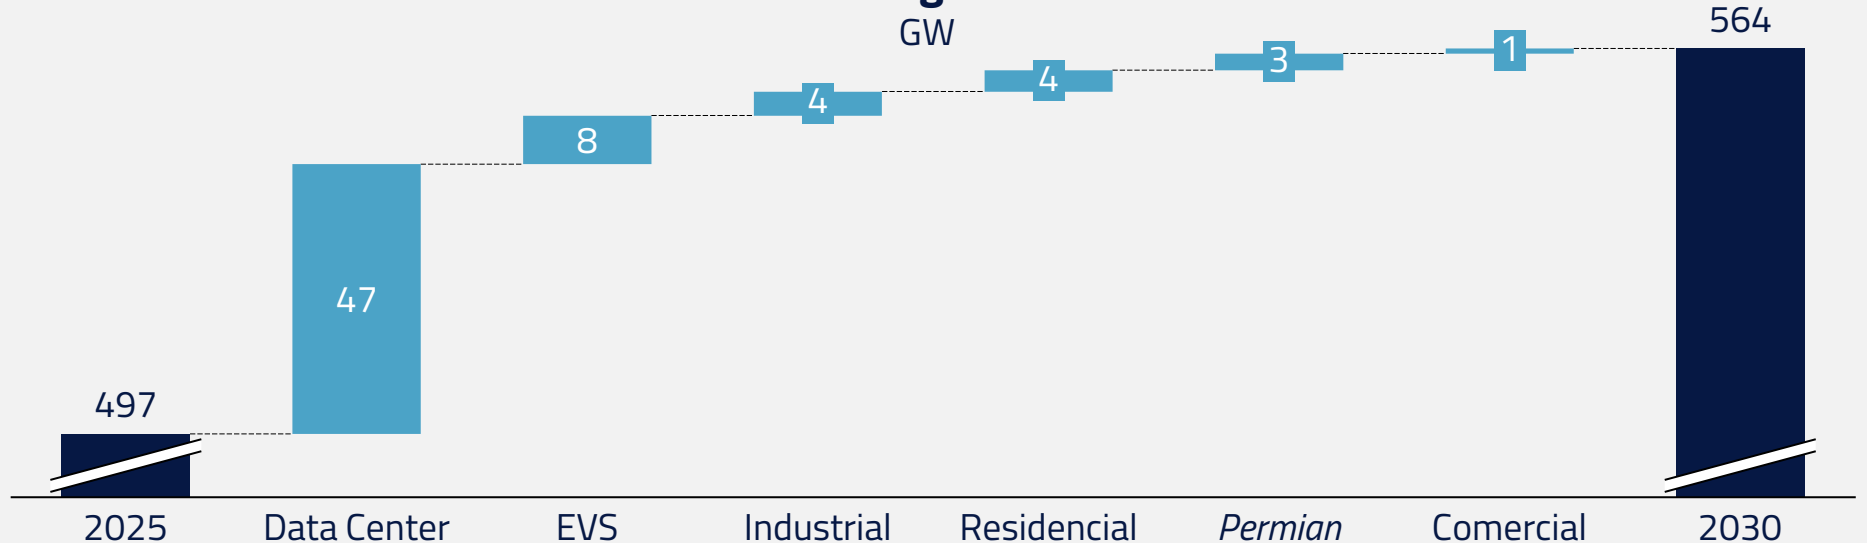 GW
497
47
8
4
4
3
1
564
2025
Data Center
EVS
Industrial
Residencial
Permian
Comercial
2030